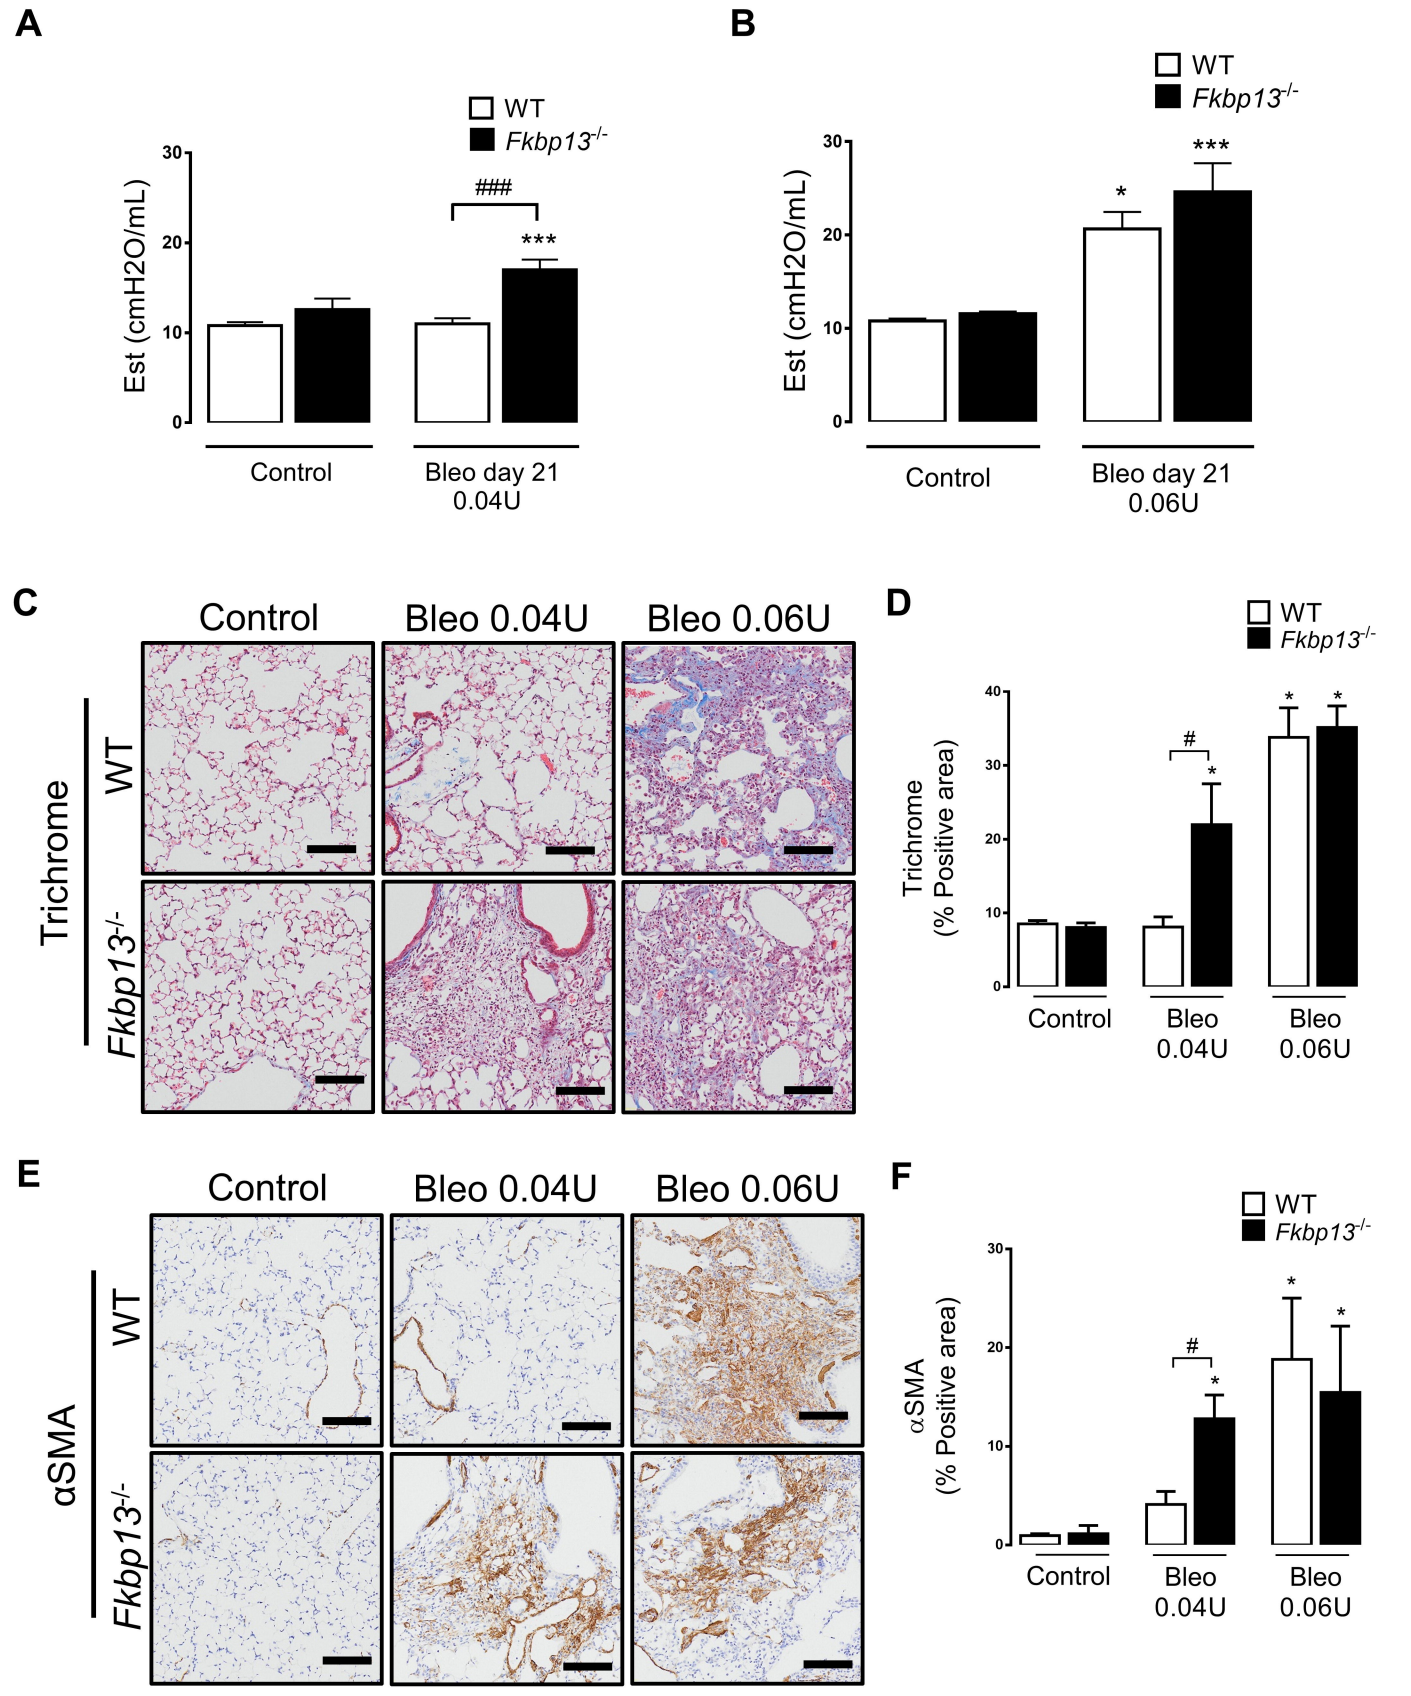 A
WT
Fkbp13-/-
30
20
10
0
Est (cmH2O/mL)
###
***
Control
Bleo day 21
0.04U
B
WT
Fkbp13-/-
30
20
10
0
Est (cmH2O/mL)
*
***
Control
Bleo day 21
0.06U
C
Control
Bleo 0.04U
Bleo 0.06U
Trichrome
WT
Fkbp13-/-
D
WT
Fkbp13-/-
40
30
20
10
0
Trichrome
(% Positive area)
#
*
*
*
Control
Bleo
0.04U
Bleo
0.06U
E
Control
Bleo 0.04U
Bleo 0.06U
αSMA
WT
Fkbp13-/-
F
WT
Fkbp13-/-
30
20
10
0
αSMA
(% Positive area)
#
*
*
*
Control
Bleo
0.04U
Bleo
0.06U